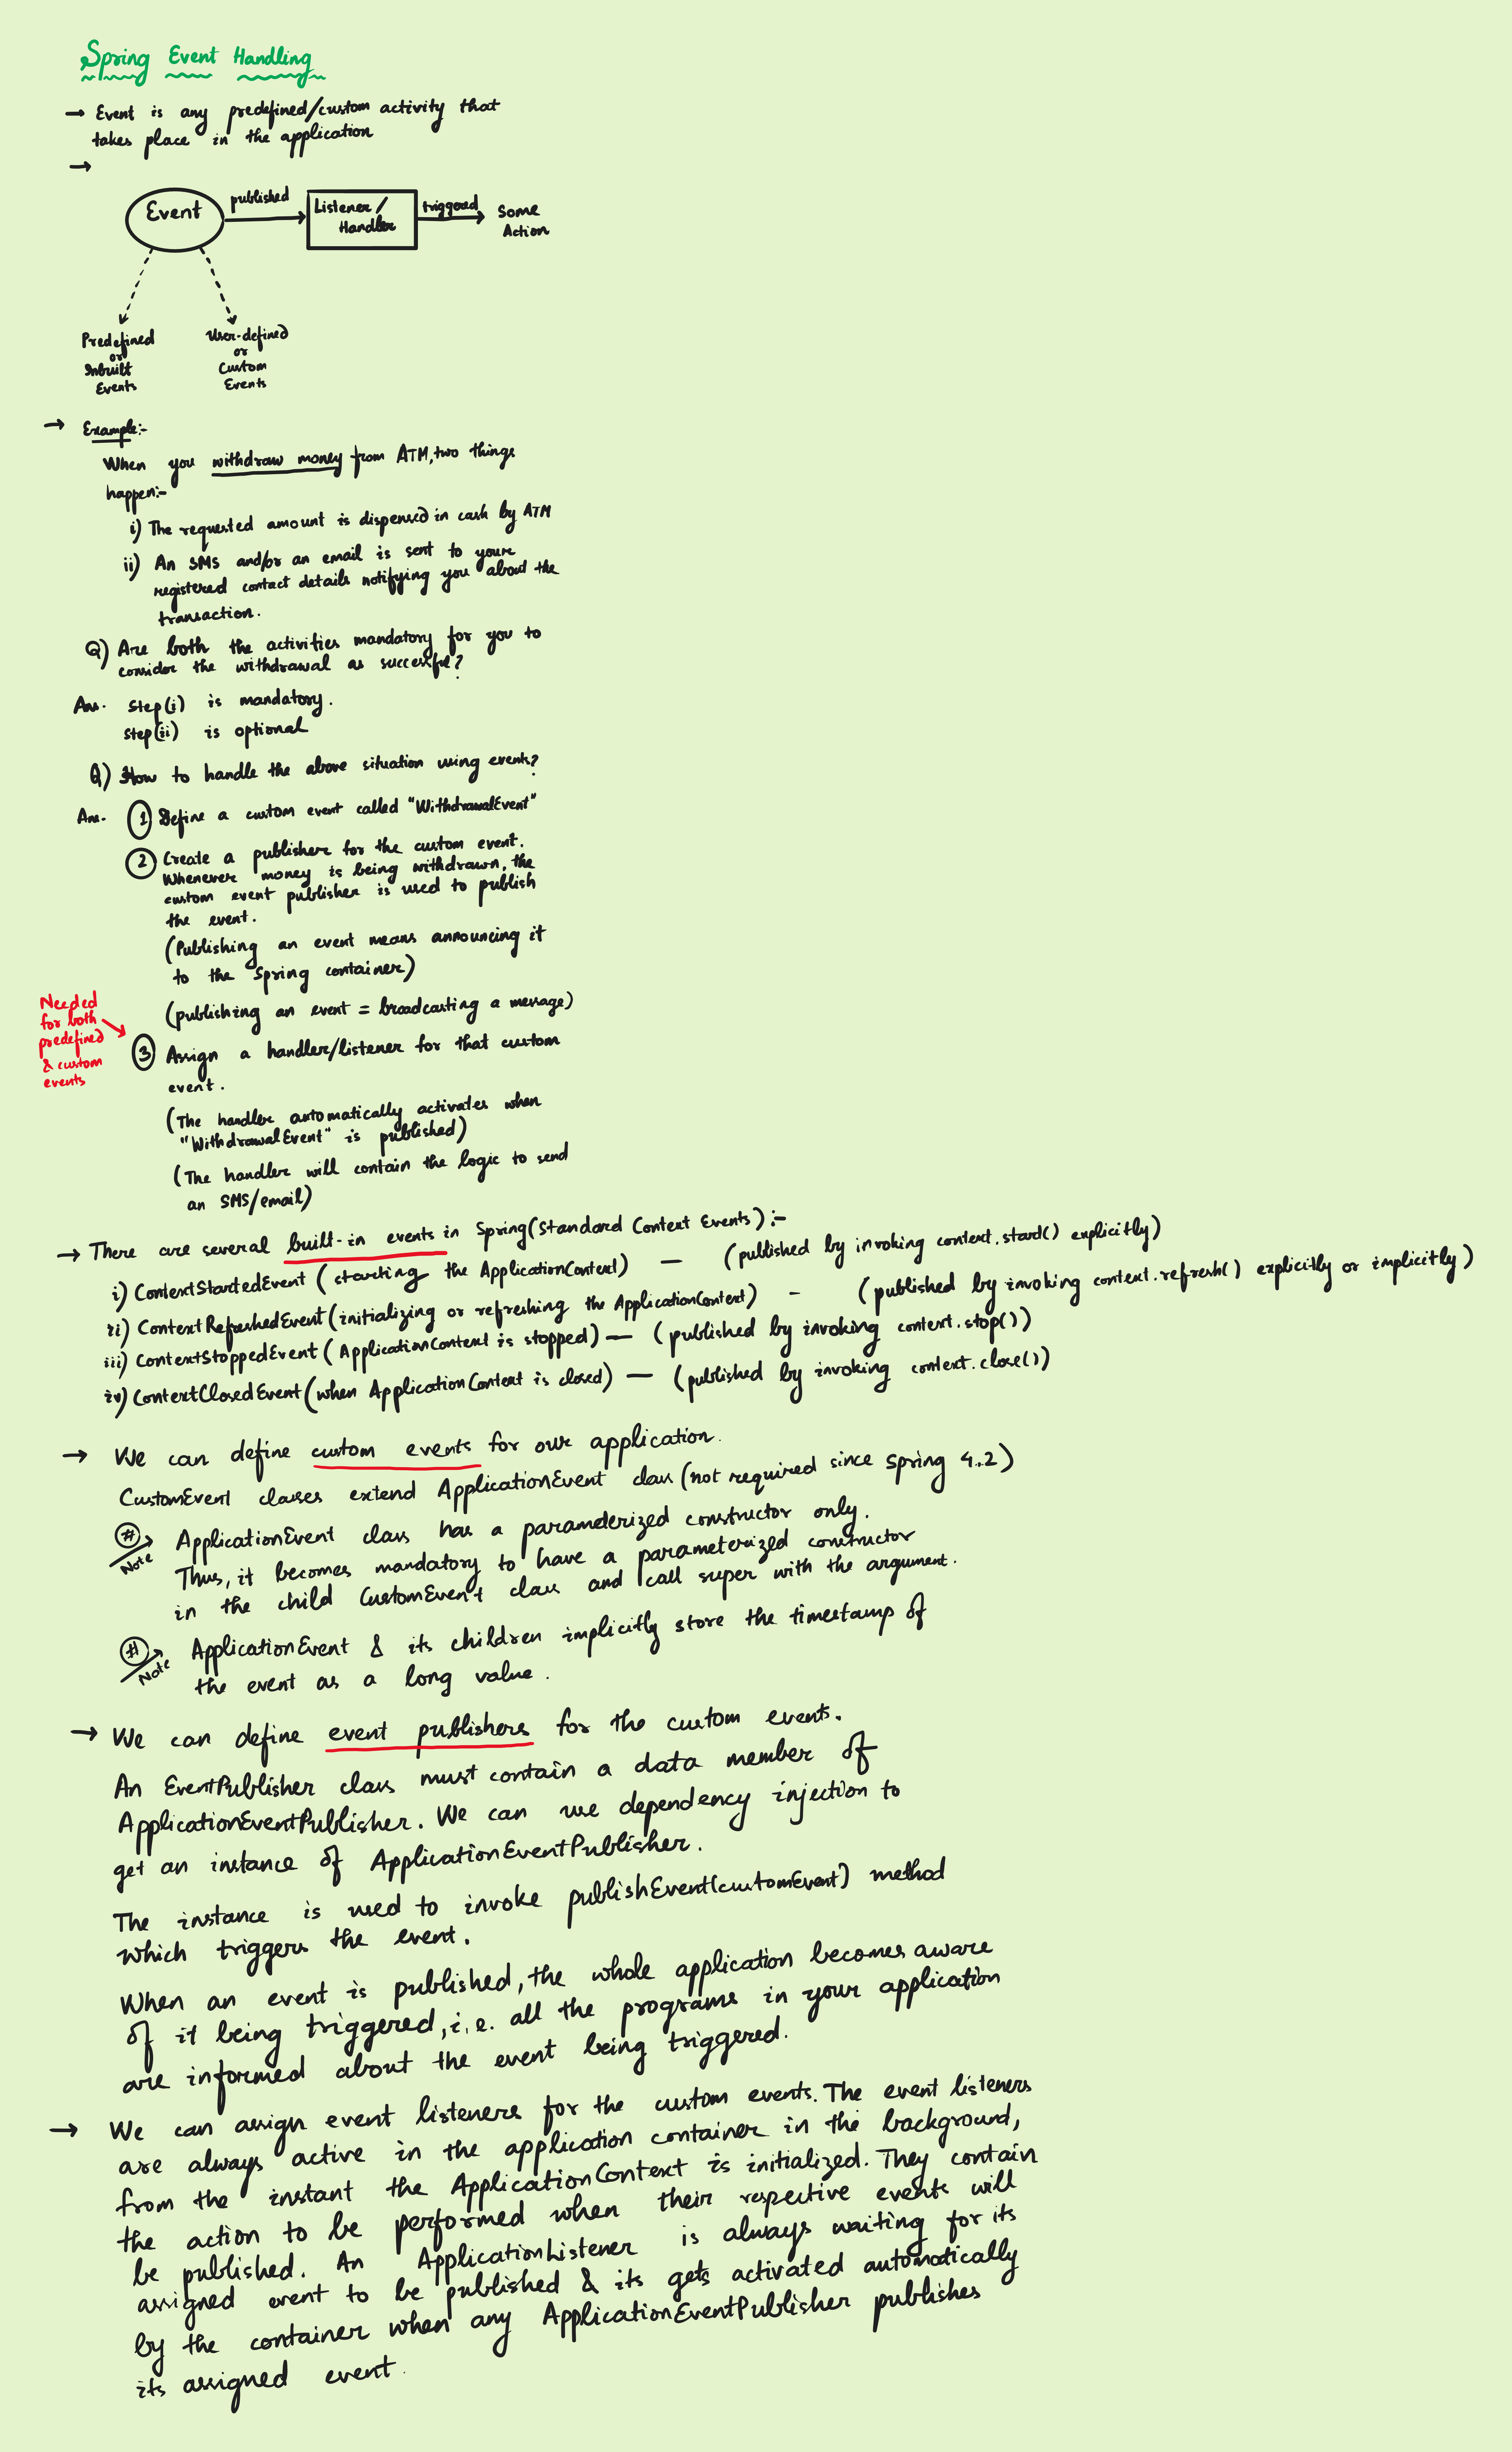 Spring Event Handling
→ Event is any predefined/custom activity that
takes place in the application
→
Event
published
Listener/
Handler
triggered
Some
Action
Predefined
or
Inbuilt
Events
User-defined
or
Custom
Events
→ Example:-
When you withdraw money from ATM, two things
happen:-
i) The requested amount is dispensed in cash by ATM
ii) An SMS and/or an email is sent to your
registered contact details notifying you about the
transaction.
Q) Are both the activities mandatory for you to
consider the withdrawal as successful?
Ans. Step(i) is mandatory.
Step(ii) is optional
Q) How to handle the above situation using events?
Ans. 1 Define a custom event called "WithdrawalEvent"
2 Create a publisher for the custom event.
Whenever money is being withdrawn, the
custom event publisher is used to publish
the event.
(Publishing an event means announcing it
to the Spring container)
(publishing an event = broadcasting a message)
Needed
for both
predefined
& custom
events
3 Assign a handler/listener for that custom
event.
(The handler automatically activates when
"WithdrawalEvent" is published)
(The handler will contain the logic to send
an SMS/email)
→ There are several built-in events in Spring(Standard Context Events):-
i) ContextStartedEvent (starting the ApplicationContext) — (published by invoking context.start() explicitly)
ii) ContextRefreshedEvent(initializing or refreshing the ApplicationContext) - (published by invoking context.refresh() explicitly or implicitly)
iii) ContextStoppedEvent (ApplicationContext is stopped) — (published by invoking context.stop())
iv) ContextClosedEvent(when ApplicationContext is closed) — (published by invoking context.close())
→ We can define custom events for our application.
CustomEvent classes extend ApplicationEvent class (not required since Spring 4.2)
# Note ApplicationEvent class has a parameterized constructor only.
Thus, it becomes mandatory to have a parameterized constructor
in the child CustomEvent class and call super with the argument.
# Note ApplicationEvent & its children implicitly store the timestamp of
the event as a long value.
→ We can define event publishers for the custom events.
An EventPublisher class must contain a data member of
ApplicationEventPublisher. We can use dependency injection to
get an instance of ApplicationEventPublisher.
The instance is used to invoke publishEvent(customEvent) method
which triggers the event.
When an event is published, the whole application becomes aware
of it being triggered, i.e. all the programs in your application
are informed about the event being triggered.
→ We can assign event listeners for the custom events. The event listeners
are always active in the application container in the background,
from the instant the ApplicationContext is initialized. They contain
the action to be performed when their respective events will
be published. An ApplicationListener is always waiting for its
assigned event to be published & its gets activated automatically
by the container when any ApplicationEventPublisher publishes
its assigned event.